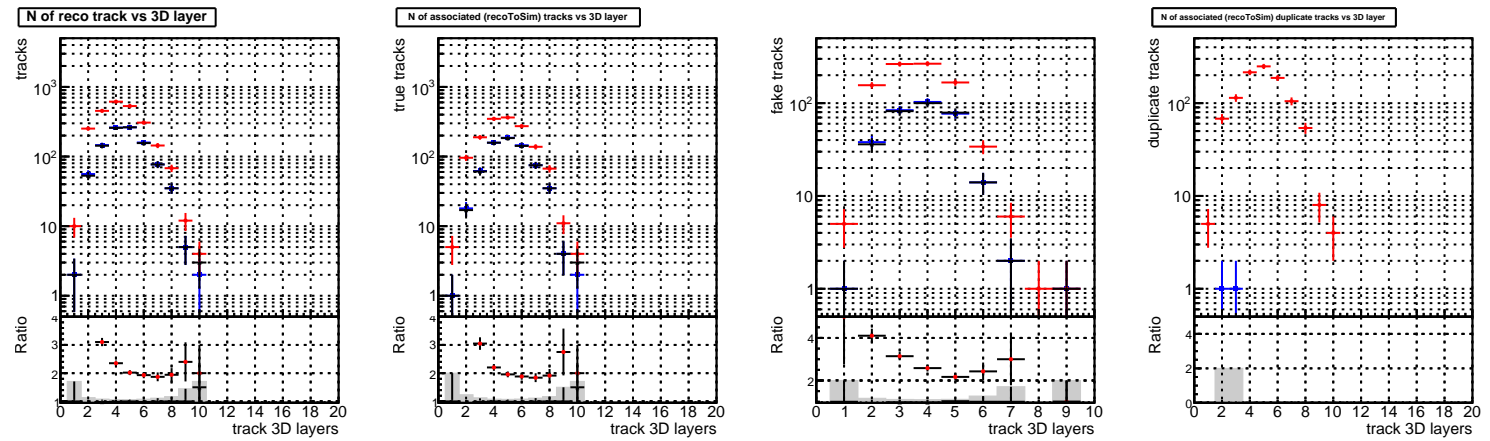 N of reco track vs 3D layer
tracks
10³
10²
10
1
Ratio
4
3
2
1
0 2 4 6 8 10 12 14 16 18 20
track 3D layers
N of associated (recoToSim) tracks vs 3D layer
true tracks
10³
10²
10
1
Ratio
4
3
2
1
0 2 4 6 8 10 12 14 16 18 20
track 3D layers
fake tracks
10²
10
1
Ratio
4
2
0 1 2 3 4 5 6 7 8 9 10
track 3D layers
N of associated (recoToSim) duplicate tracks vs 3D layer
duplicate tracks
10²
10
1
Ratio
4
2
0
0 2 4 6 8 10 12 14 16 18 20
track 3D layers